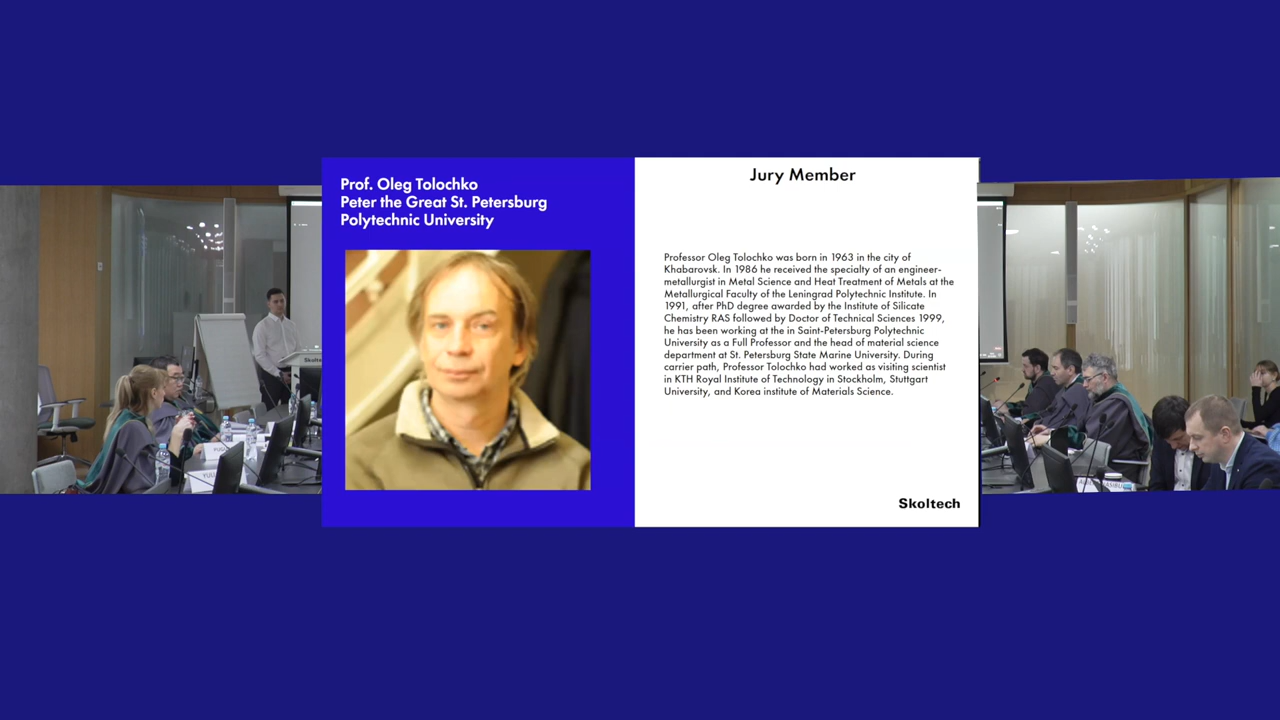 Prof. Oleg Tolochko
Peter the Great St. Petersburg
Polytechnic University
Jury Member
Professor Oleg Tolochko was born in 1963 in the city of
Khabarovsk. In 1986 he received the specialty of an engineer-
metallurgist in Metal Science and Heat Treatment of Metals at the
Metallurgical Faculty of the Leningrad Polytechnic Institute. In
1991, after PhD degree awarded by the Institute of Silicate
Chemistry RAS followed by Doctor of Technical Sciences 1999,
he has been working at the in Saint-Petersburg Polytechnic
University as a Full Professor and the head of material science
department at St. Petersburg State Marine University. During
carrier path, Professor Tolochko had worked as visiting scientist
in KTH Royal Institute of Technology in Stockholm, Stuttgart
University, and Korea institute of Materials Science.
Skoltech